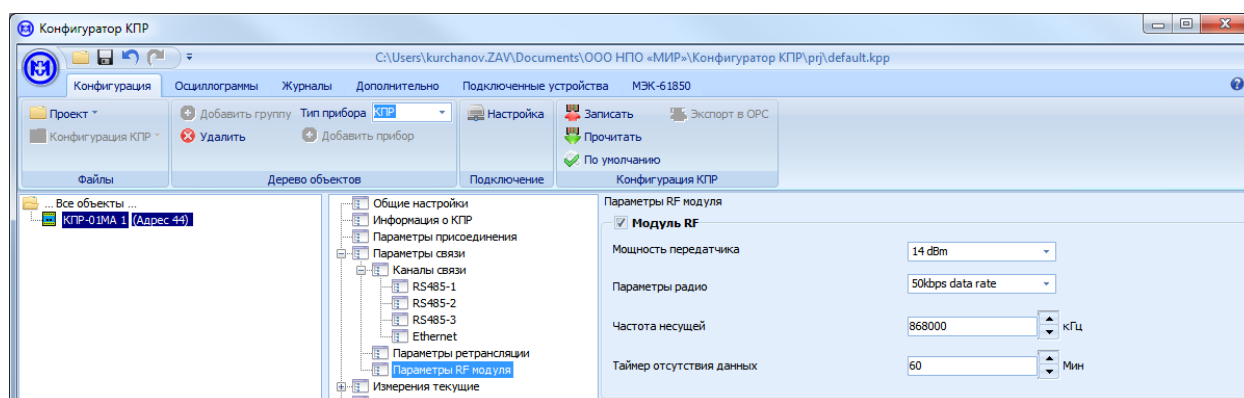 Конфигуратор КПР
C:\Users\kurchanov.ZAV\Documents\ООО НПО «МИР»\Конфигуратор КПР\prj\default.kpp
Конфигурация Осциллограммы Журналы Дополнительно Подключенные устройства МЭК-61850
Проект Добавить группу Тип прибора КПР Настройка Записать Экспорт в OPC
Конфигурация КПР Удалить Добавить прибор Прочитать
По умолчанию
Файлы Дерево объектов Подключение Конфигурация КПР
... Все объекты ...
КПР-01МА 1 (Адрес 44)
Общие настройки
Информация о КПР
Параметры присоединения
Параметры связи
Каналы связи
RS485-1
RS485-2
RS485-3
Ethernet
Параметры ретрансляции
Параметры RF модуля
Измерения текущие
Параметры RF модуля
Модуль RF
Мощность передатчика 14 dBm
Параметры радио 50kbps data rate
Частота несущей 868000 кГц
Таймер отсутствия данных 60 Мин